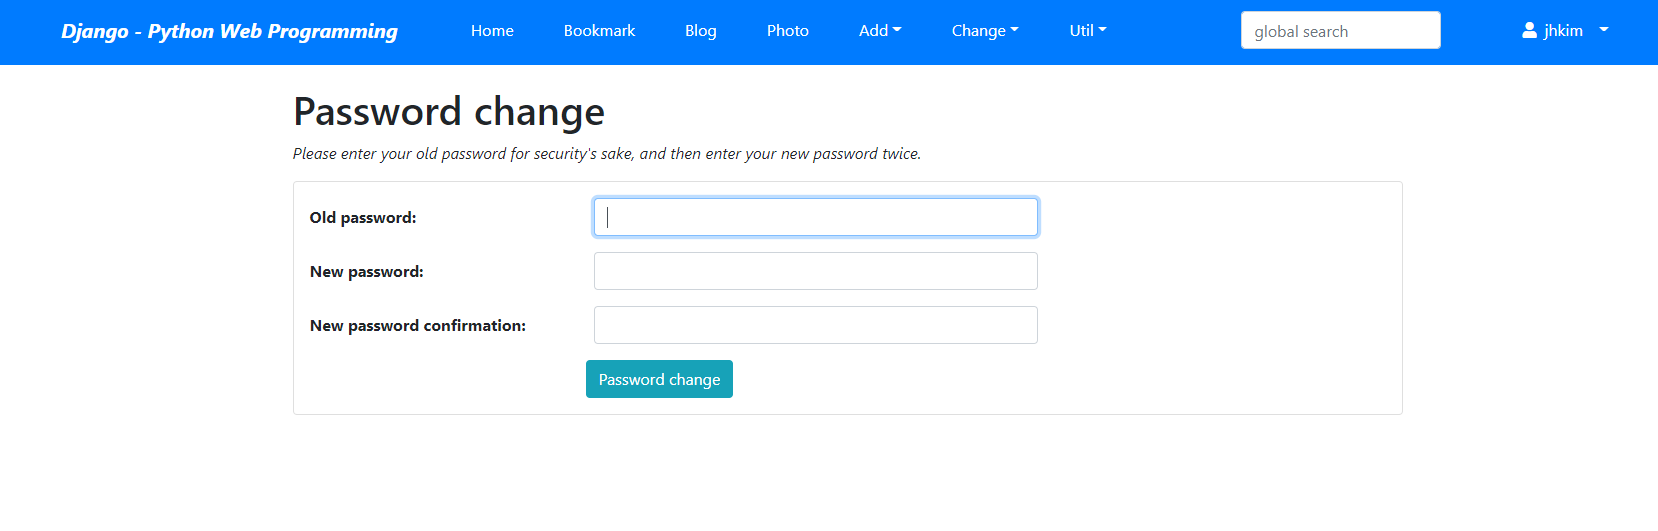 Django - Python Web Programming Home Bookmark Blog Photo Add Change Util global search jhkim
Password change
Please enter your old password for security's sake, and then enter your new password twice.
Old password:
New password:
New password confirmation:
Password change